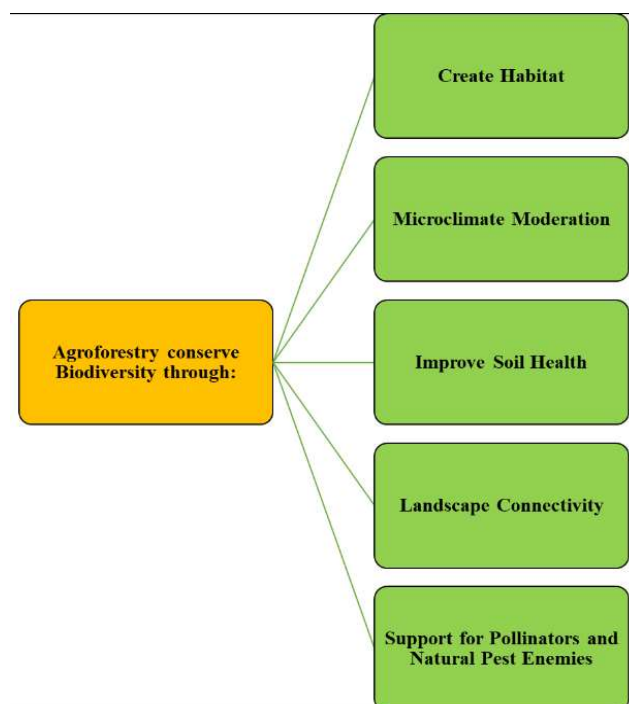 Create Habitat
Microclimate Moderation
Agroforestry conserve
Biodiversity through:
Improve Soil Health
Landscape Connectivity
Support for Pollinators and
Natural Pest Enemies